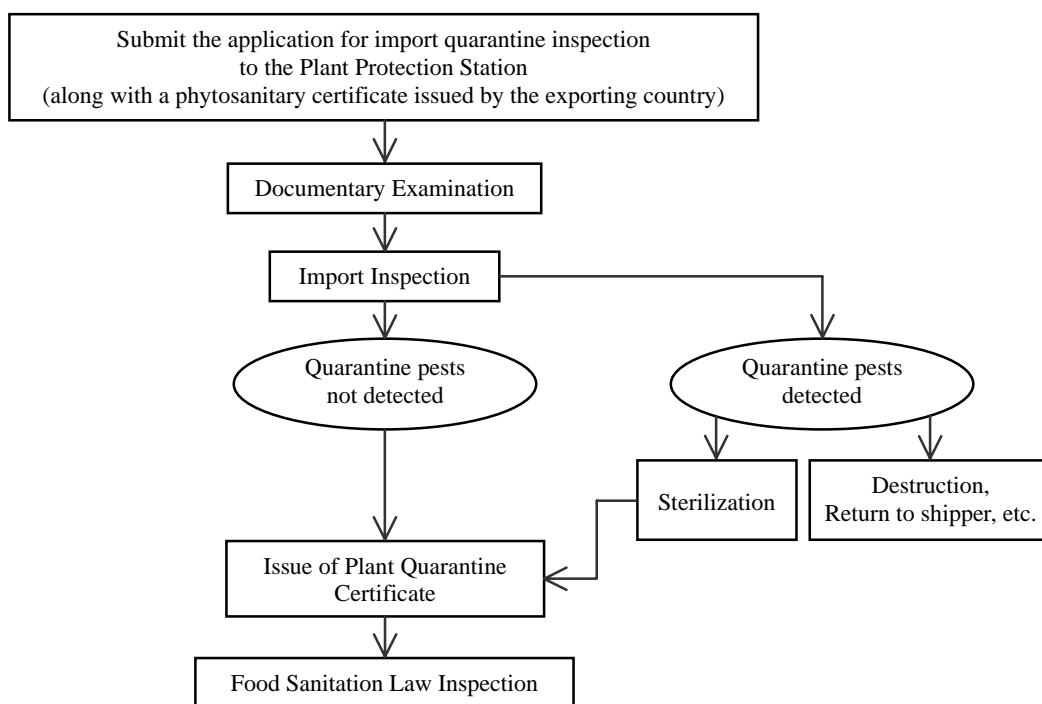 Submit the application for import quarantine inspection
to the Plant Protection Station
(along with a phytosanitary certificate issued by the exporting country)
Documentary Examination
Import Inspection
Quarantine pests
not detected
Quarantine pests
detected
Sterilization
Destruction,
Return to shipper, etc.
Issue of Plant Quarantine
Certificate
Food Sanitation Law Inspection